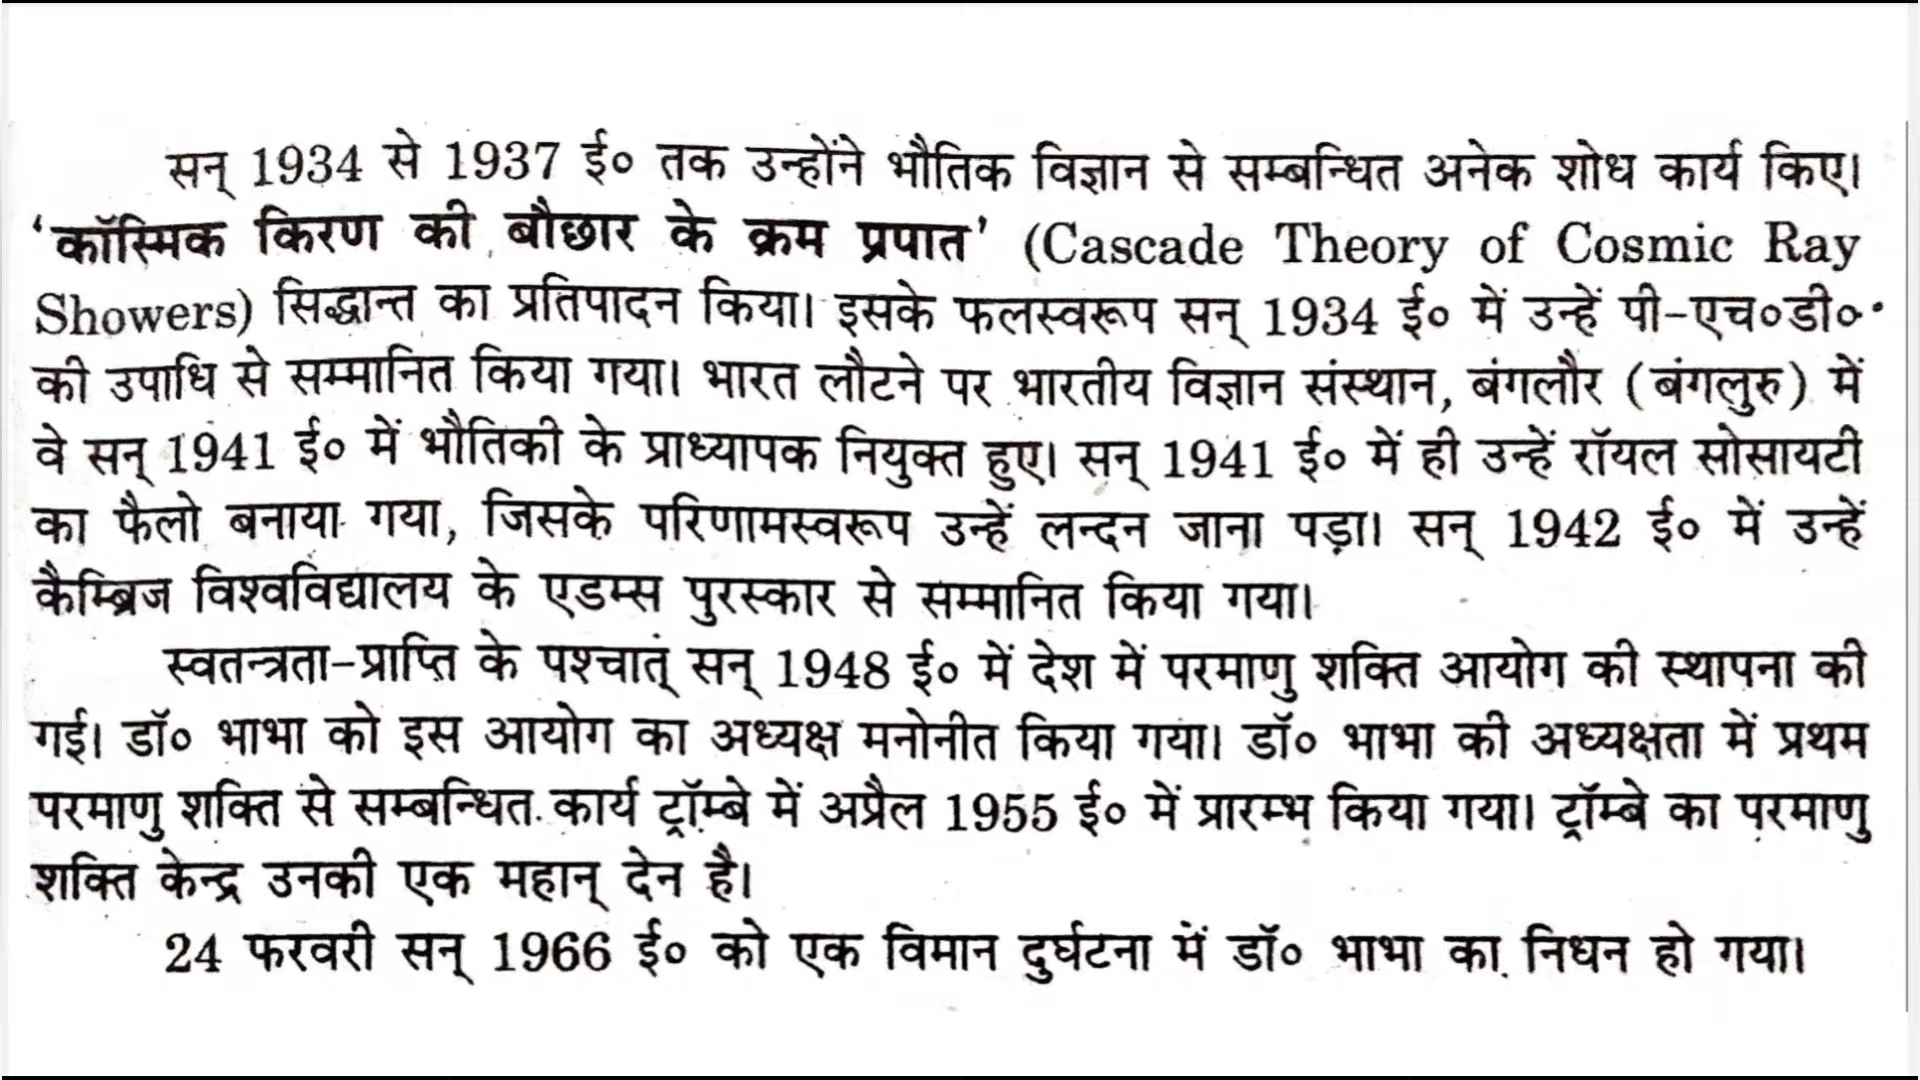 सन् 1934 से 1937 ई० तक उन्होंने भौतिक विज्ञान से सम्बन्धित अनेक शोध कार्य किए।
‘कॉस्मिक किरण की बौछार के क्रम प्रपात’ (Cascade Theory of Cosmic Ray
Showers) सिद्धान्त का प्रतिपादन किया। इसके फलस्वरूप सन् 1934 ई० में उन्हें पी-एच०डी०
की उपाधि से सम्मानित किया गया। भारत लौटने पर भारतीय विज्ञान संस्थान, बंगलौर (बंगलुरु) में
वे सन् 1941 ई० में भौतिकी के प्राध्यापक नियुक्त हुए। सन् 1941 ई० में ही उन्हें रॉयल सोसायटी
का फैलो बनाया गया, जिसके परिणामस्वरूप उन्हें लन्दन जाना पड़ा। सन् 1942 ई० में उन्हें
कैम्ब्रिज विश्वविद्यालय के एडम्स पुरस्कार से सम्मानित किया गया।
स्वतन्त्रता-प्राप्ति के पश्चात् सन् 1948 ई० में देश में परमाणु शक्ति आयोग की स्थापना की
गई। डॉ० भाभा को इस आयोग का अध्यक्ष मनोनीत किया गया। डॉ० भाभा की अध्यक्षता में प्रथम
परमाणु शक्ति से सम्बन्धित कार्य ट्रॉम्बे में अप्रैल 1955 ई० में प्रारम्भ किया गया। ट्रॉम्बे का परमाणु
शक्ति केन्द्र उनकी एक महान् देन है।
24 फरवरी सन् 1966 ई० को एक विमान दुर्घटना में डॉ० भाभा का निधन हो गया।